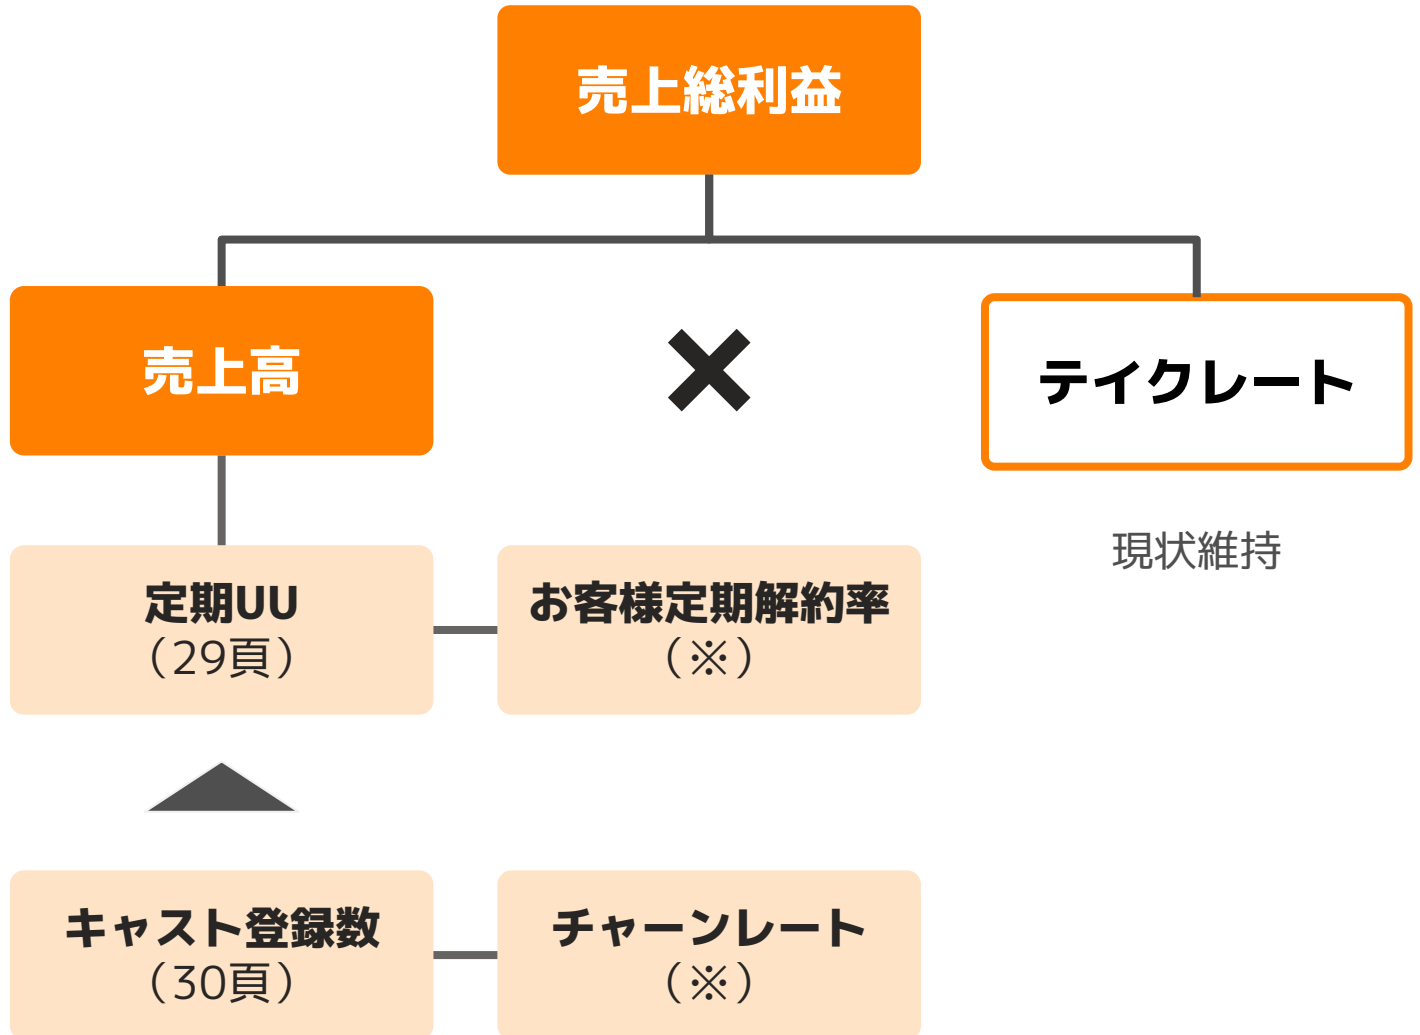 売上総利益
売上高
テイクレート
現状維持
定期UU
（29頁）
お客様定期解約率
（※）
キャスト登録数
（30頁）
チャーンレート
（※）